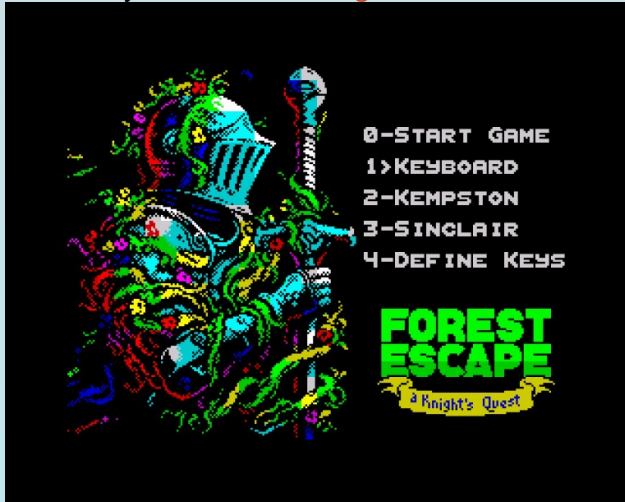 0-START GAME
1>KEYBOARD
2-KEMPSTON
3-SINCLAIR
4-DEFINE KEYS
FOREST
ESCAPE
a Knight's Quest